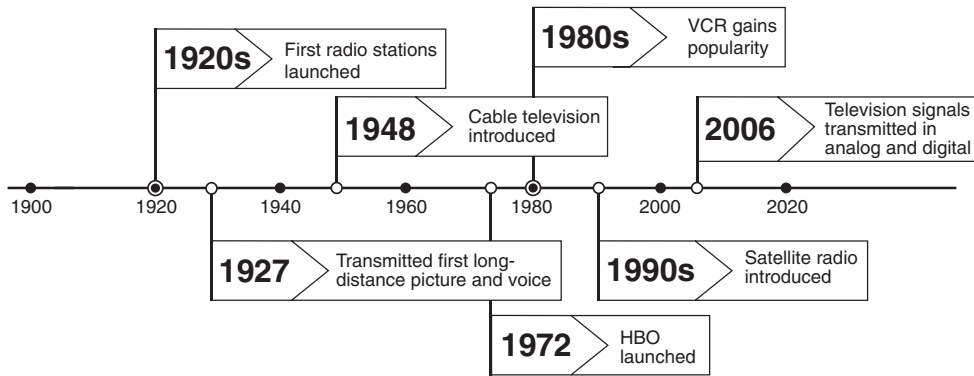 1920s
First radio stations
launched
1980s
VCR gains
popularity
1948
Cable television
introduced
2006
Television signals
transmitted in
analog and digital
1900
1920
1940
1960
1980
2000
2020
1927
Transmitted first long-
distance picture and voice
1990s
Satellite radio
introduced
1972
HBO
launched